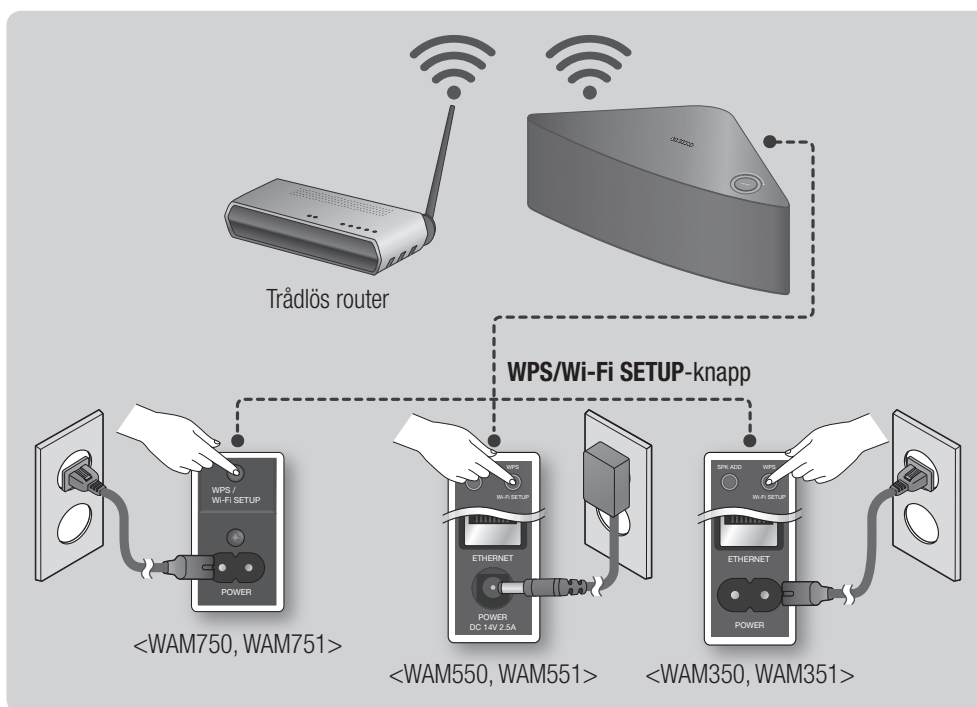 Trådlös router
WPS/Wi-Fi SETUP-knapp
WPS /
Wi-Fi SETUP
POWER
<WAM750, WAM751>
WPS
Wi-Fi SETUP
ETHERNET
POWER
DC 14V 2.5A
<WAM550, WAM551>
SPK ADD
WPS
Wi-Fi SETUP
ETHERNET
POWER
<WAM350, WAM351>